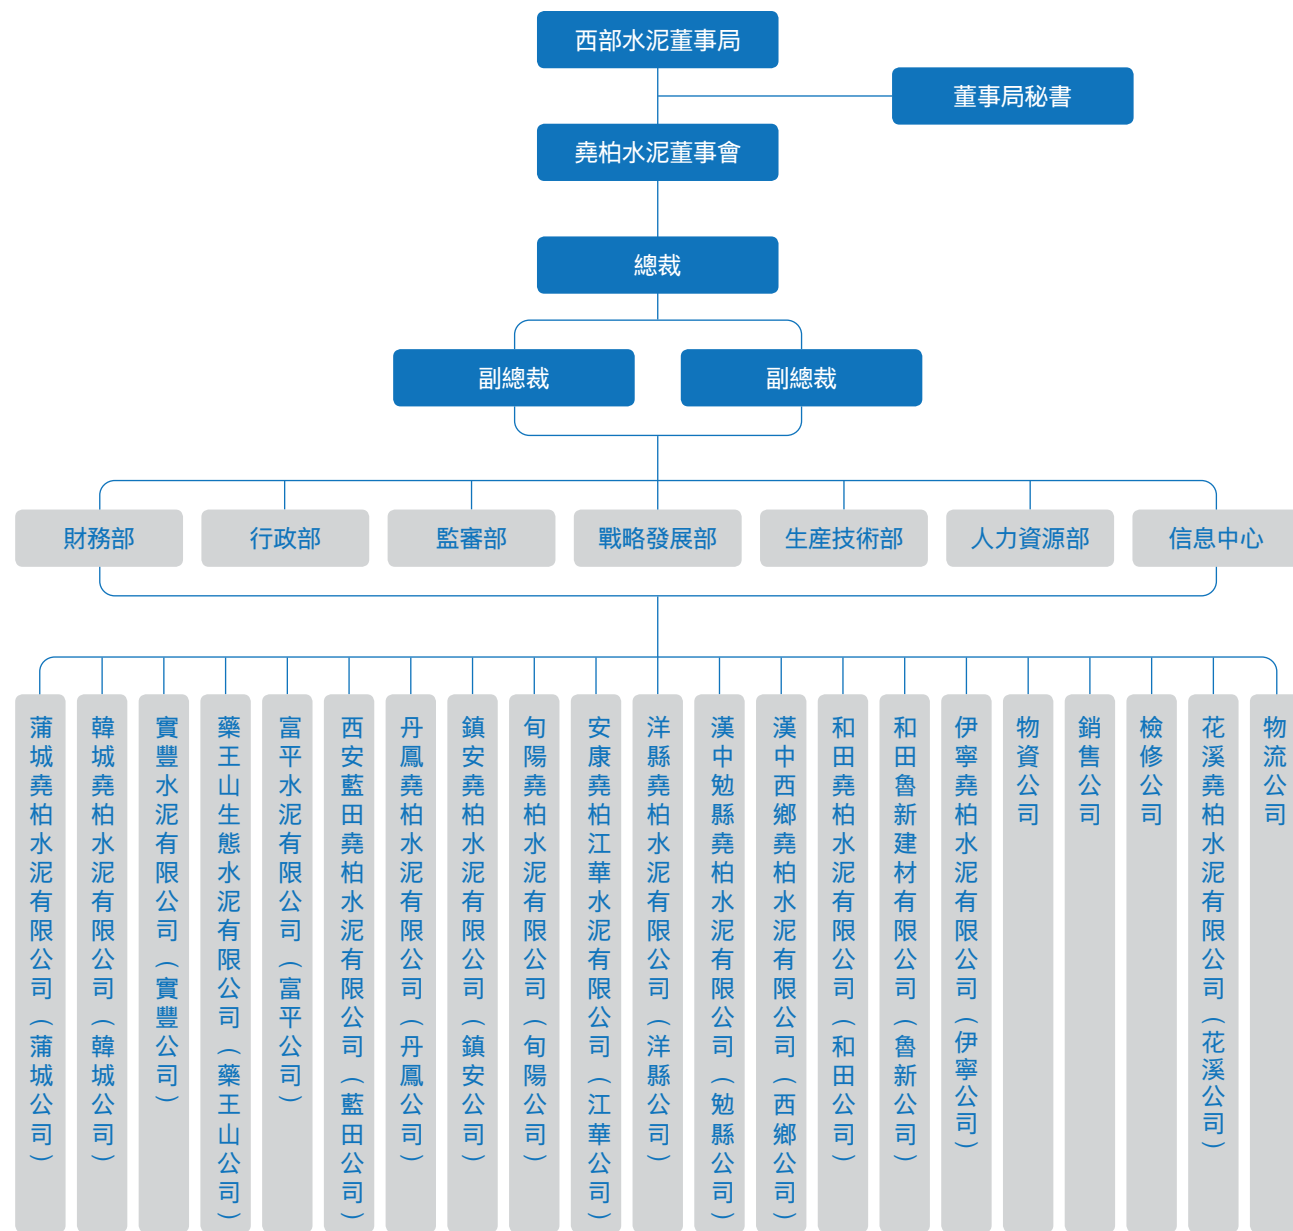 西部水泥董事局
董事局秘書
堯柏水泥董事會
總裁
副總裁
副總裁
財務部
行政部
監審部
戰略發展部
生產技術部
人力資源部
信息中心
蒲城堯柏水泥有限公司（蒲城公司）
韓城堯柏水泥有限公司（韓城公司）
實豐水泥有限公司（實豐公司）
藥王山生態水泥有限公司（藥王山公司）
富平水泥有限公司（富平公司）
西安藍田堯柏水泥有限公司（藍田公司）
丹鳳堯柏水泥有限公司（丹鳳公司）
鎮安堯柏水泥有限公司（鎮安公司）
旬陽堯柏水泥有限公司（旬陽公司）
安康堯柏江華水泥有限公司（江華公司）
洋縣堯柏水泥有限公司（洋縣公司）
漢中勉縣堯柏水泥有限公司（勉縣公司）
漢中西鄉堯柏水泥有限公司（西鄉公司）
和田堯柏水泥有限公司（和田公司）
和田魯新建材有限公司（魯新公司）
伊寧堯柏水泥有限公司（伊寧公司）
物資公司
銷售公司
檢修公司
花溪堯柏水泥有限公司（花溪公司）
物流公司